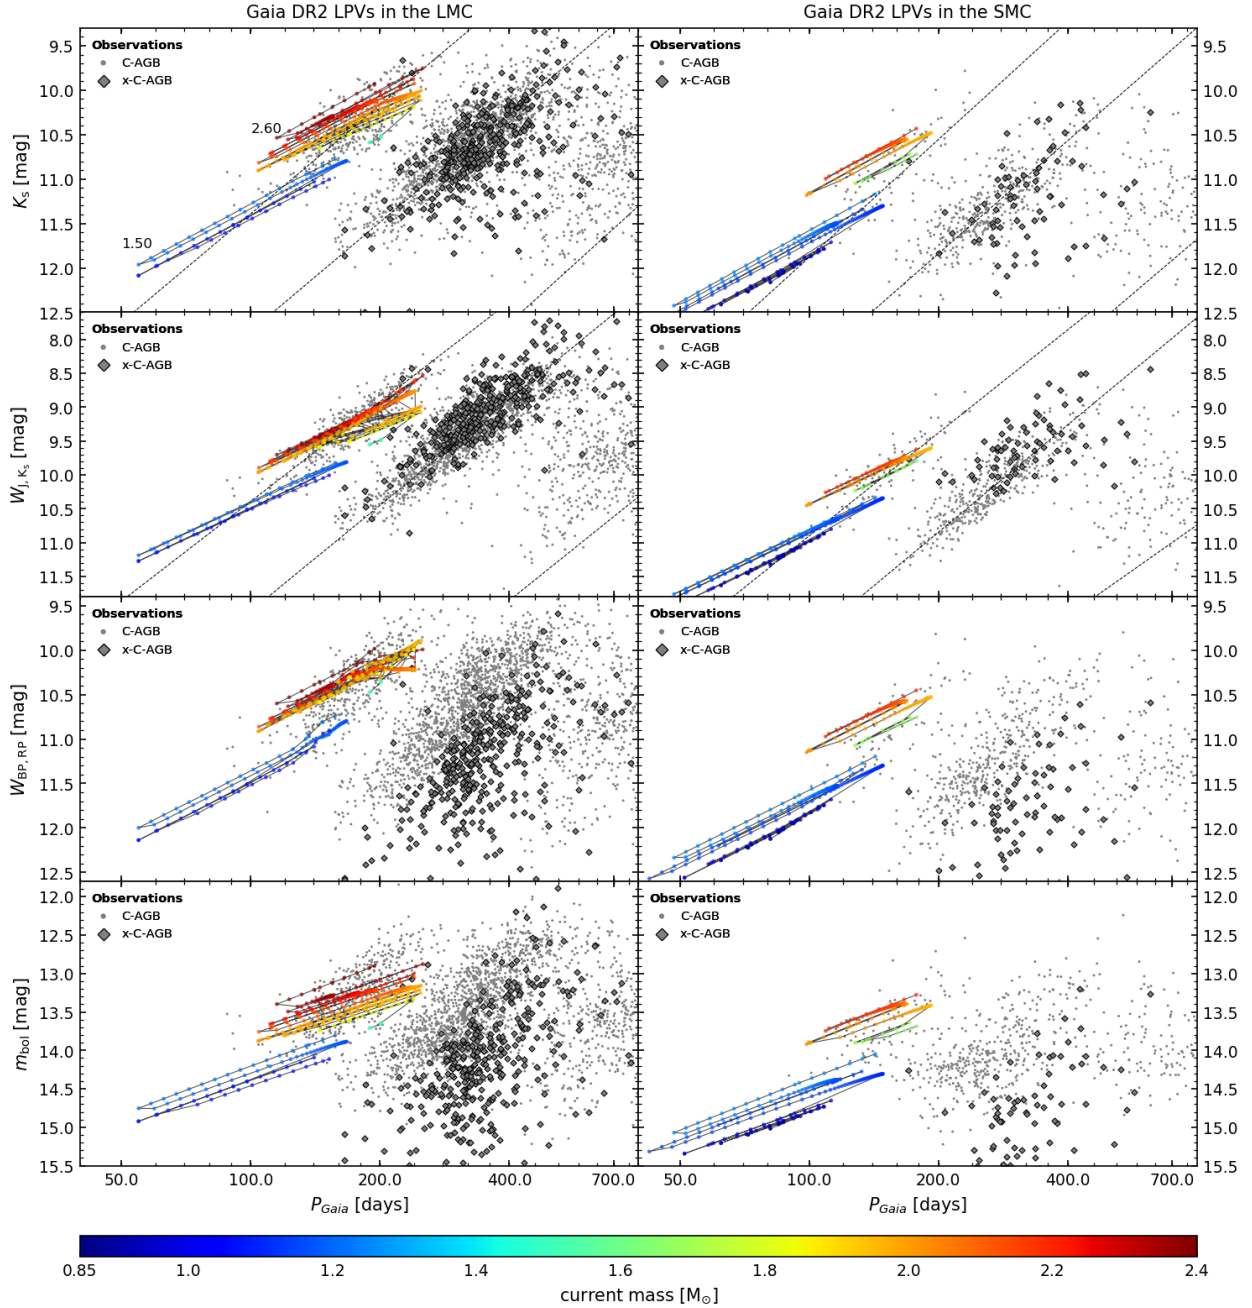 Gaia DR2 LPVs in the LMC
Gaia DR2 LPVs in the SMC
Observations
C-AGB
x-C-AGB
2.60
1.50
9.5
10.0
10.5
11.0
11.5
12.0
12.5
K_s [mag]
Observations
C-AGB
x-C-AGB
9.5
10.0
10.5
11.0
11.5
12.0
12.5
Observations
C-AGB
x-C-AGB
8.0
8.5
9.0
9.5
10.0
10.5
11.0
11.5
W_J,K_s [mag]
Observations
C-AGB
x-C-AGB
8.0
8.5
9.0
9.5
10.0
10.5
11.0
11.5
Observations
C-AGB
x-C-AGB
9.5
10.0
10.5
11.0
11.5
12.0
12.5
W_BP,RP [mag]
Observations
C-AGB
x-C-AGB
9.5
10.0
10.5
11.0
11.5
12.0
12.5
Observations
C-AGB
x-C-AGB
12.0
12.5
13.0
13.5
14.0
14.5
15.0
15.5
m_bol [mag]
Observations
C-AGB
x-C-AGB
12.0
12.5
13.0
13.5
14.0
14.5
15.0
15.5
50.0 100.0 200.0 400.0 700.0
P_Gaia [days]
50.0 100.0 200.0 400.0 700.0
P_Gaia [days]
0.85 1.0 1.2 1.4 1.6 1.8 2.0 2.2 2.4
current mass [M_⊙]